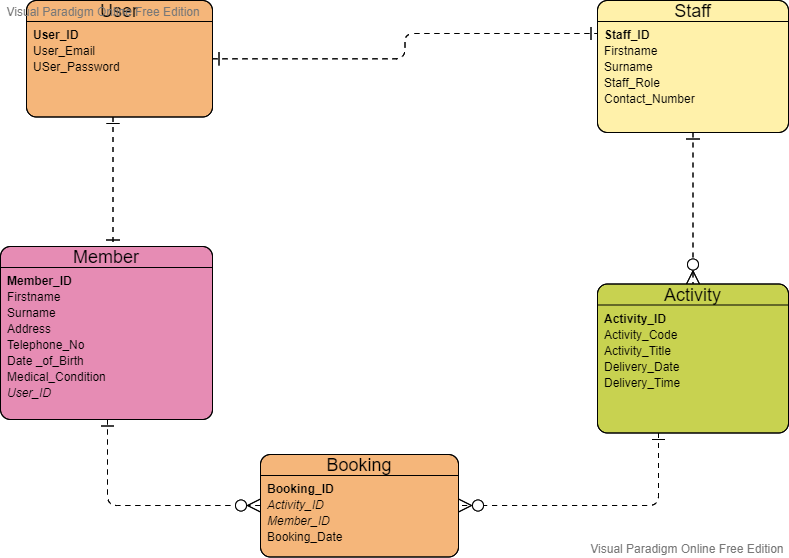 Visual Paradigm Online Free Edition
User
User_ID
User_Email
USer_Password
Staff
Staff_ID
Firstname
Surname
Staff_Role
Contact_Number
Member
Member_ID
Firstname
Surname
Address
Telephone_No
Date _of_Birth
Medical_Condition
User_ID
Activity
Activity_ID
Activity_Code
Activity_Title
Delivery_Date
Delivery_Time
Booking
Booking_ID
Activity_ID
Member_ID
Booking_Date
Visual Paradigm Online Free Edition